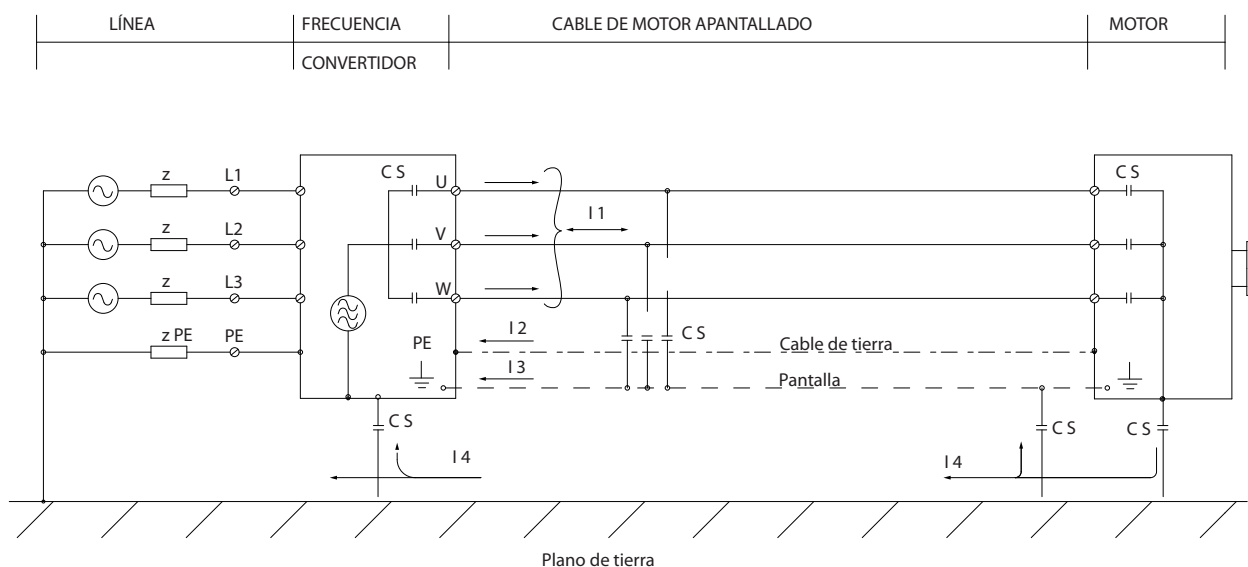 LÍNEA
FRECUENCIA
CABLE DE MOTOR APANTALLADO
MOTOR
CONVERTIDOR
z
L1
C S
U
C S
I 1
z
L2
V
z
L3
W
C S
z PE
PE
PE
I 2
Cable de tierra
I 3
Pantalla
C S
C S
C S
I 4
I 4
Plano de tierra